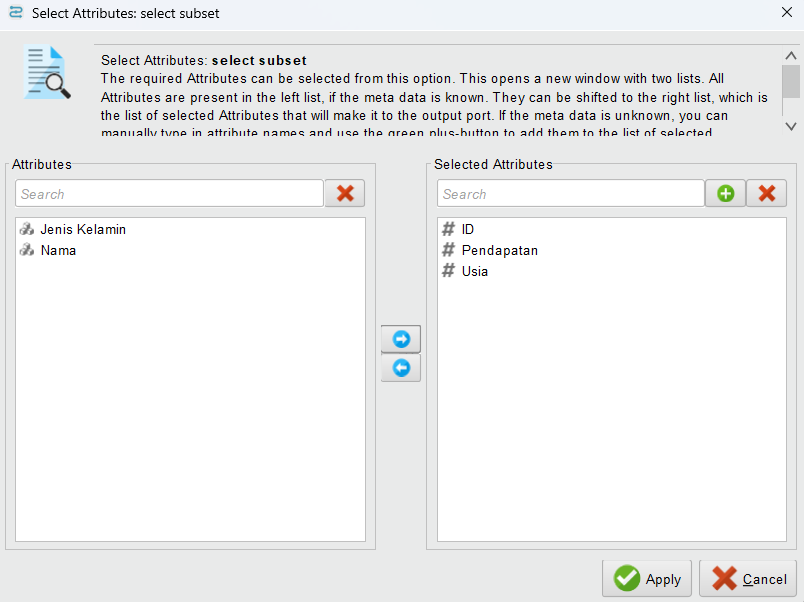 Select Attributes: select subset
Select Attributes: select subset
The required Attributes can be selected from this option. This opens a new window with two lists. All
Attributes are present in the left list, if the meta data is known. They can be shifted to the right list, which is
the list of selected Attributes that will make it to the output port. If the meta data is unknown, you can
manually type in attribute names and use the green plus-button to add them to the list of selected
Attributes
Search
Jenis Kelamin
Nama
Selected Attributes
Search
# ID
# Pendapatan
# Usia
Apply
Cancel